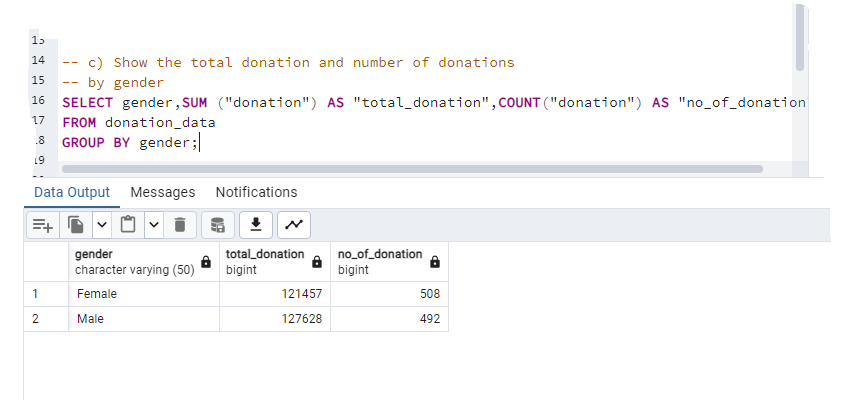 13
14 -- c) Show the total donation and number of donations
15 -- by gender
16 SELECT gender,SUM ("donation") AS "total_donation",COUNT("donation") AS "no_of_donation
17 FROM donation_data
18 GROUP BY gender;
19
Data Output Messages Notifications
gender total_donation no_of_donation
character varying (50) bigint bigint
1 Female 121457 508
2 Male 127628 492